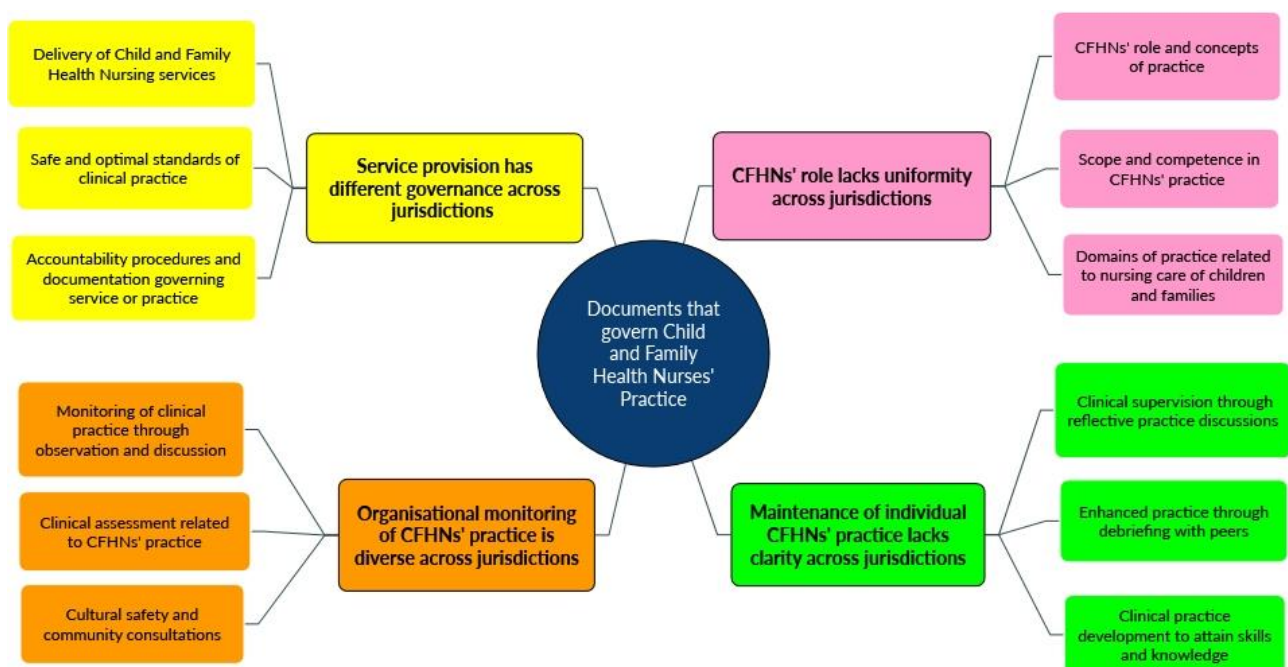 Delivery of Child and Family
Health Nursing services
Safe and optimal standards of
clinical practice
Accountability procedures and
documentation governing
service or practice
Service provision has
different governance across
jurisdictions
CFHNs' role lacks uniformity
across jurisdictions
CFHNs' role and concepts
of practice
Scope and competence in
CFHNs' practice
Domains of practice related
to nursing care of children
and families
Documents that
govern Child
and Family
Health Nurses'
Practice
Monitoring of clinical
practice through
observation and discussion
Clinical assessment related
to CFHNs' practice
Cultural safety and
community consultations
Organisational monitoring
of CFHNs' practice is
diverse across jurisdictions
Maintenance of individual
CFHNs' practice lacks
clarity across jurisdictions
Clinical supervision through
reflective practice discussions
Enhanced practice through
debriefing with peers
Clinical practice
development to attain skills
and knowledge